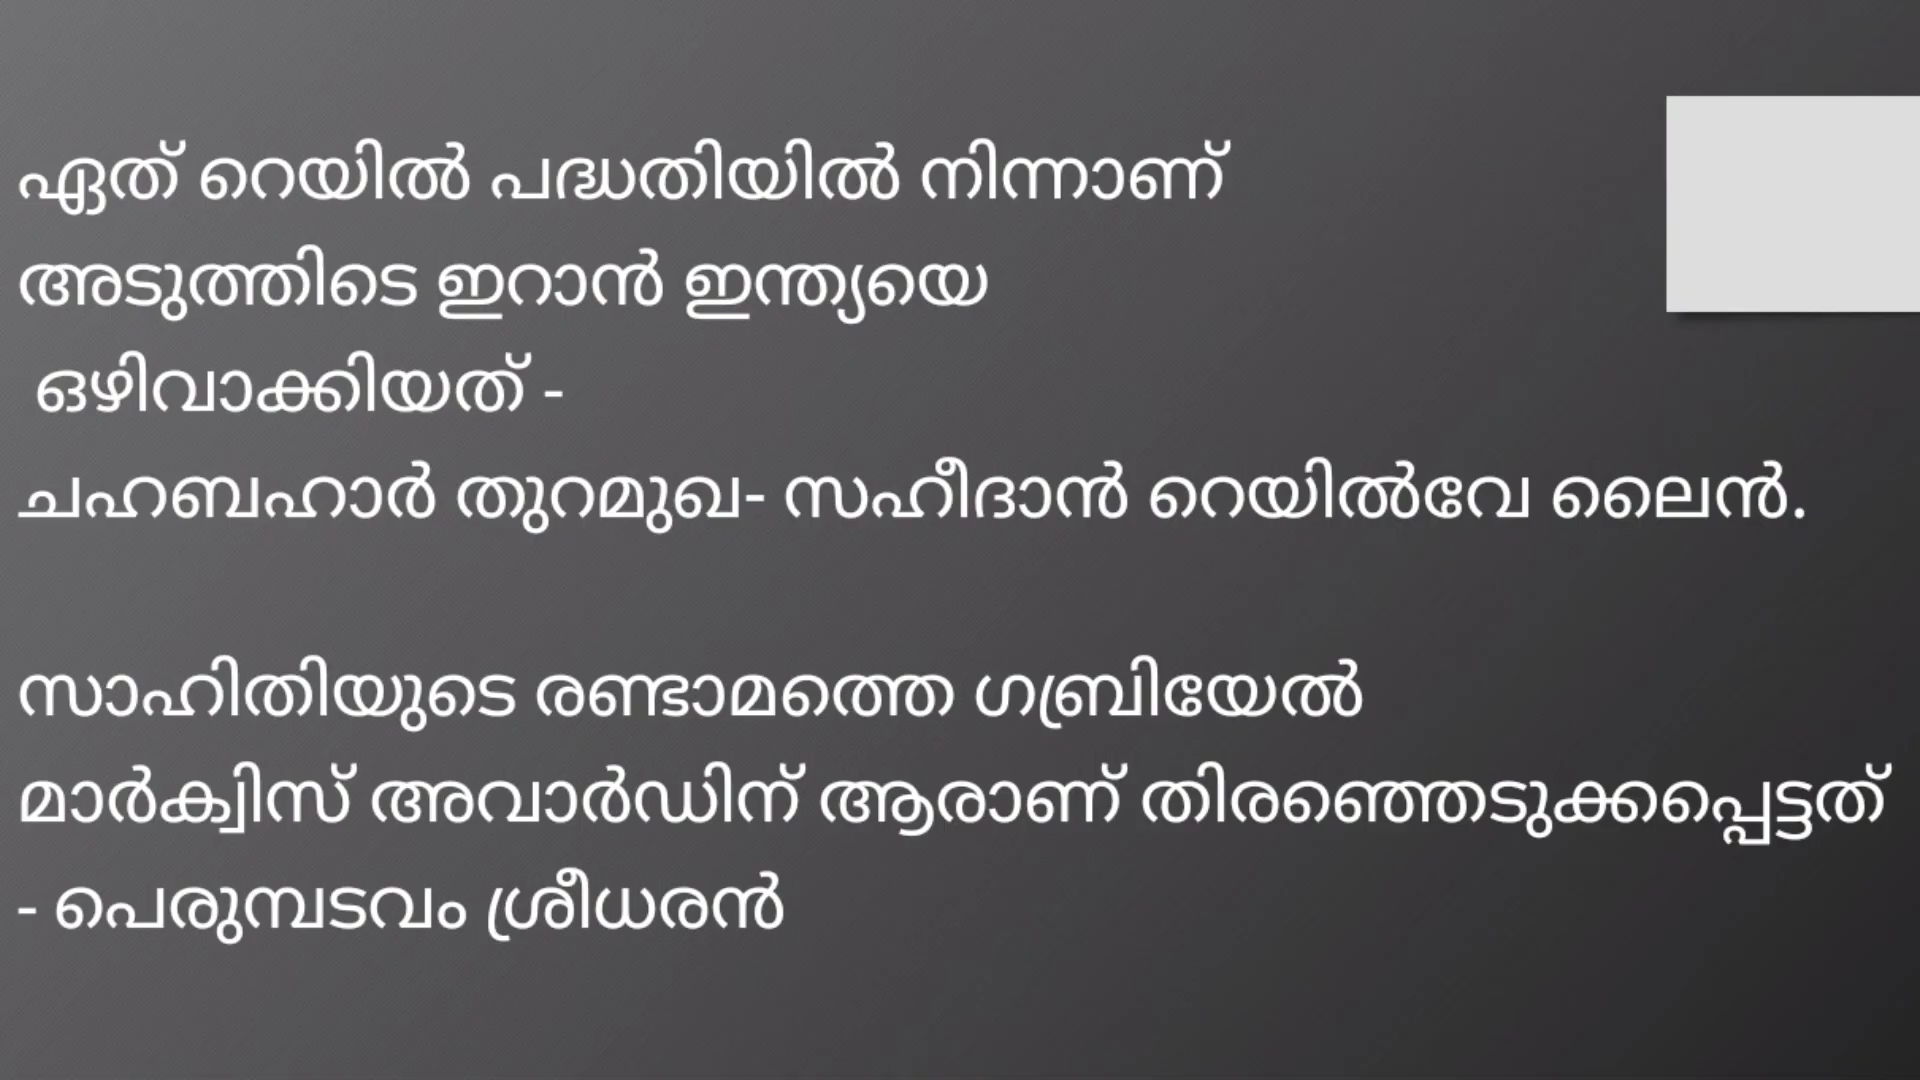 ഏത് റെയിൽ പദ്ധതിയിൽ നിന്നാണ്
അടുത്തിടെ ഇറാൻ ഇന്ത്യയെ
ഒഴിവാക്കിയത് -
ചഹബഹാർ തുറമുഖ- സഹീദാൻ റെയിൽവേ ലൈൻ.
സാഹിതിയുടെ രണ്ടാമത്തെ ഗബ്രിയേൽ
മാർക്വിസ് അവാർഡിന് ആരാണ് തിരഞ്ഞെടുക്കപ്പെട്ടത്
- പെരുമ്പടവം ശ്രീധരൻ